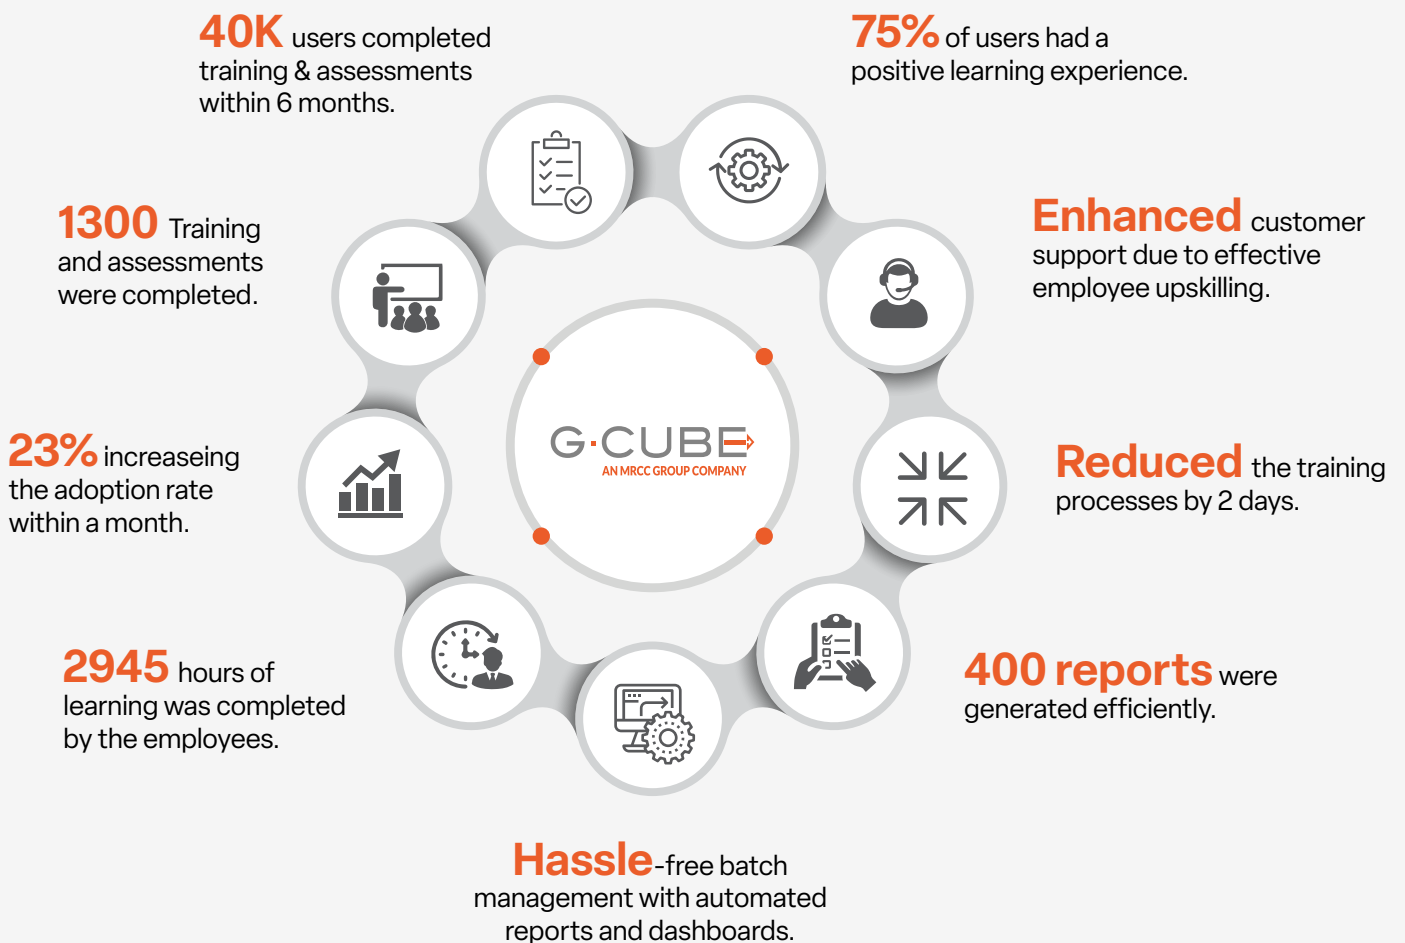 40K users completed
training & assessments
within 6 months.
75% of users had a
positive learning experience.
1300 Training
and assessments
were completed.
Enhanced customer
support due to effective
employee upskilling.
G·CUBE
AN MRCC GROUP COMPANY
23% increaseing
the adoption rate
within a month.
Reduced the training
processes by 2 days.
2945 hours of
learning was completed
by the employees.
400 reports were
generated efficiently.
Hassle-free batch
management with automated
reports and dashboards.